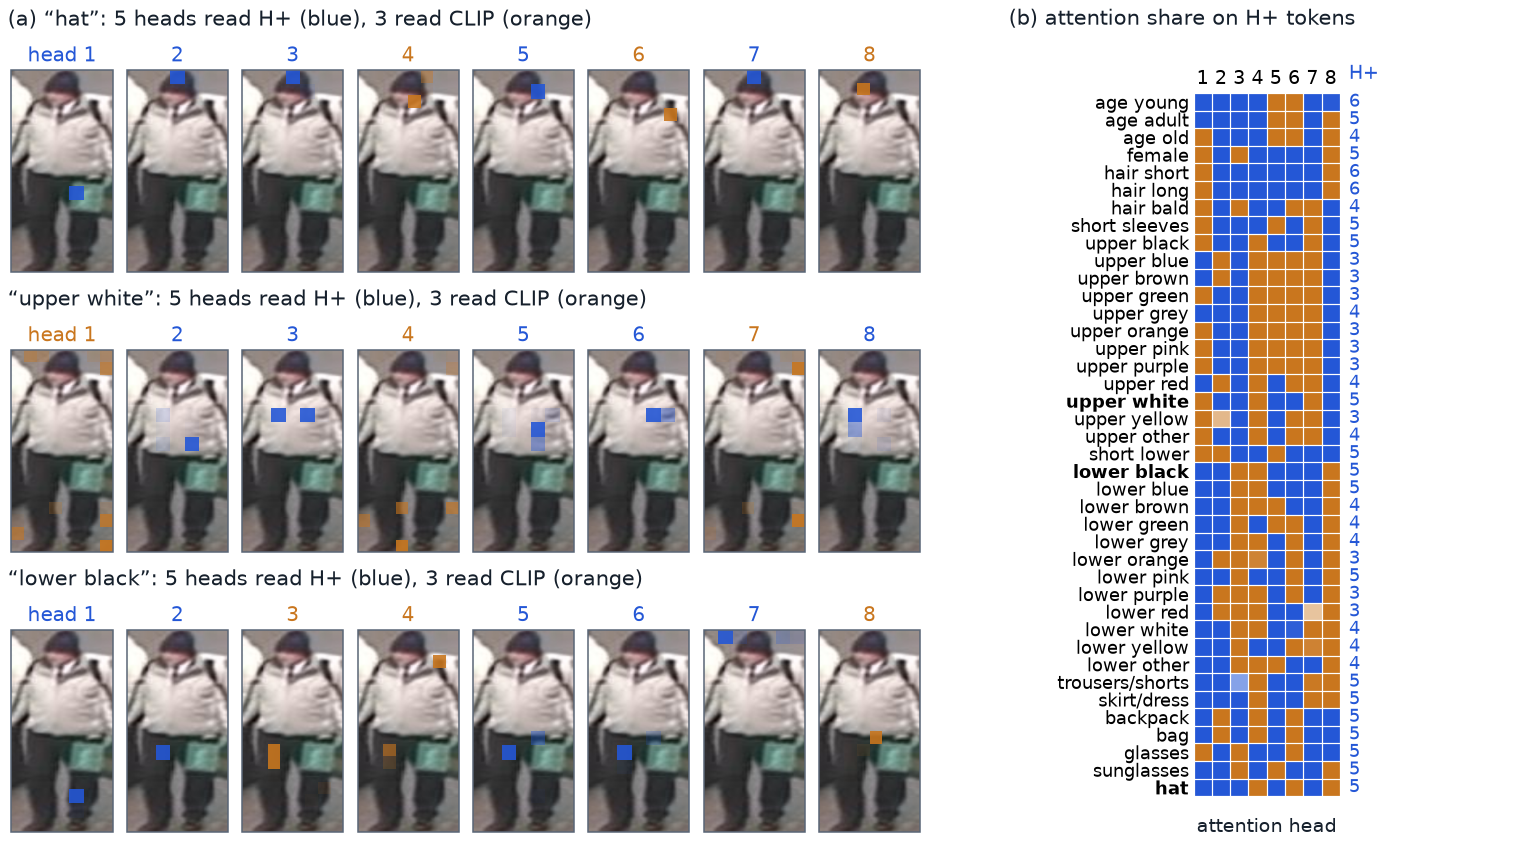 (a) “hat”: 5 heads read H+ (blue), 3 read CLIP (orange)
head 1 2 3 4 5 6 7 8
“upper white”: 5 heads read H+ (blue), 3 read CLIP (orange)
head 1 2 3 4 5 6 7 8
“lower black”: 5 heads read H+ (blue), 3 read CLIP (orange)
head 1 2 3 4 5 6 7 8
(b) attention share on H+ tokens
1 2 3 4 5 6 7 8 H+
age young 6
age adult 5
age old 4
female 5
hair short 6
hair long 6
hair bald 4
short sleeves 5
upper black 5
upper blue 3
upper brown 3
upper green 3
upper grey 4
upper orange 3
upper pink 3
upper purple 3
upper red 4
upper white 5
upper yellow 3
upper other 4
short lower 5
lower black 5
lower blue 5
lower brown 4
lower green 4
lower grey 4
lower orange 3
lower pink 5
lower purple 3
lower red 3
lower white 4
lower yellow 4
lower other 4
trousers/shorts 5
skirt/dress 5
backpack 5
bag 5
glasses 5
sunglasses 5
hat 5
attention head